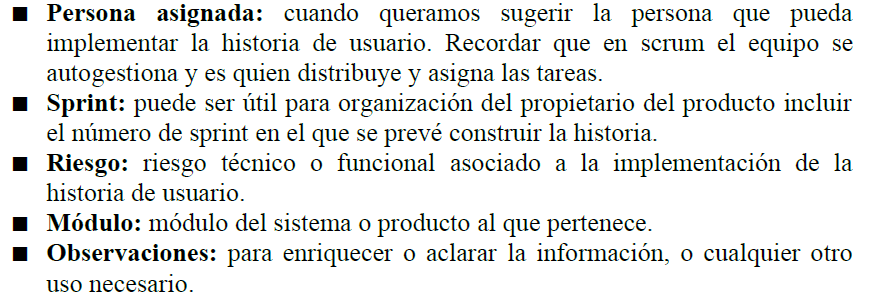 ■ Persona asignada: cuando queramos sugerir la persona que pueda
implementar la historia de usuario. Recordar que en scrum el equipo se
autogestiona y es quien distribuye y asigna las tareas.
■ Sprint: puede ser útil para organización del propietario del producto incluir
el número de sprint en el que se prevé construir la historia.
■ Riesgo: riesgo técnico o funcional asociado a la implementación de la
historia de usuario.
■ Módulo: módulo del sistema o producto al que pertenece.
■ Observaciones: para enriquecer o aclarar la información, o cualquier otro
uso necesario.